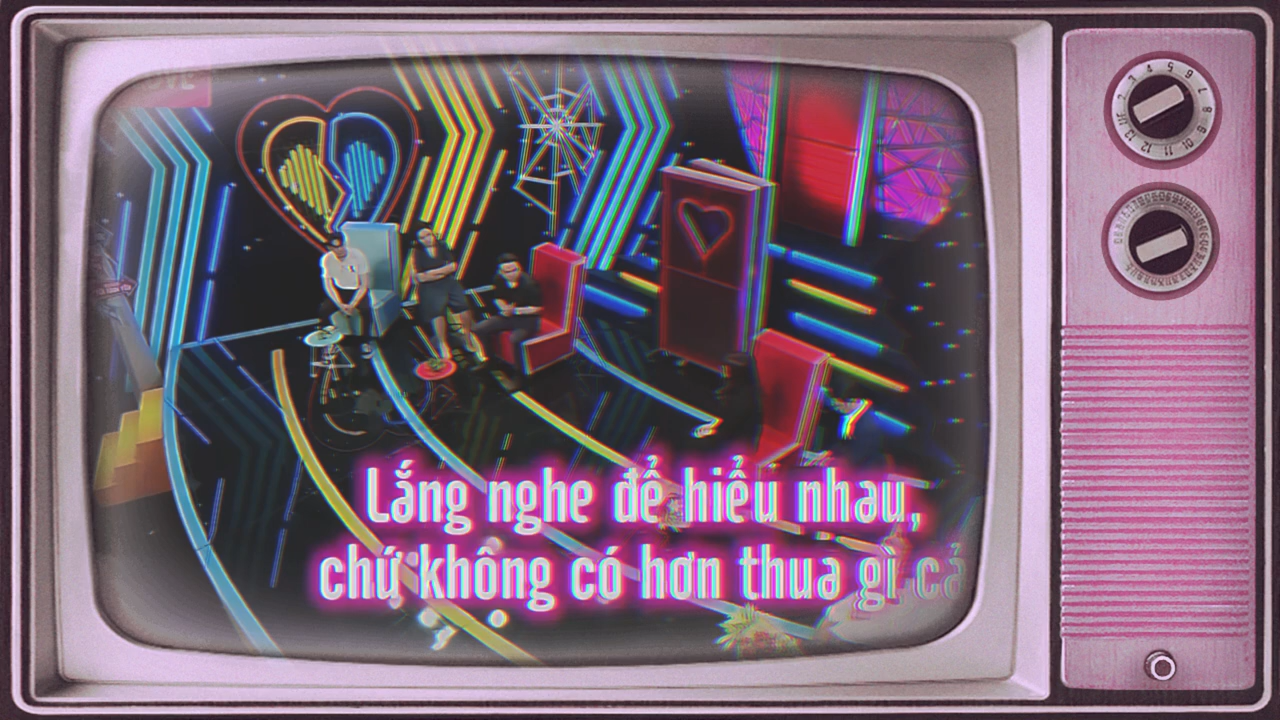 Lắng nghe để hiểu nhau,
chứ không có hơn thua gì cả